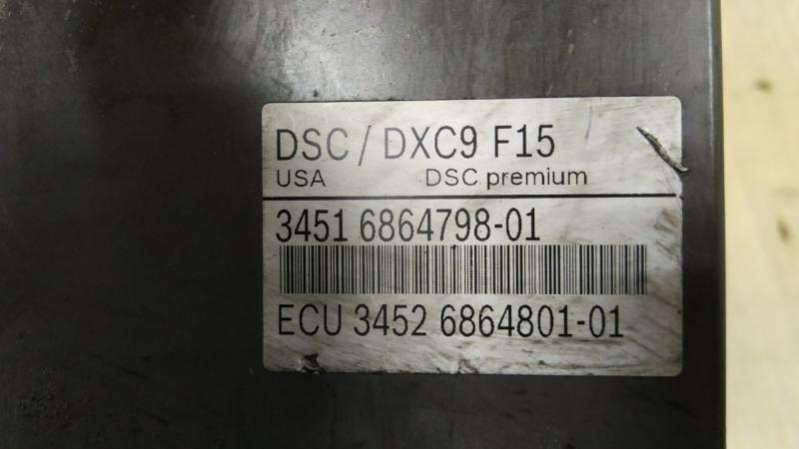 DSC / DXC9 F15
USA DSC premium
3451 6864798-01
ECU 3452 6864801-01